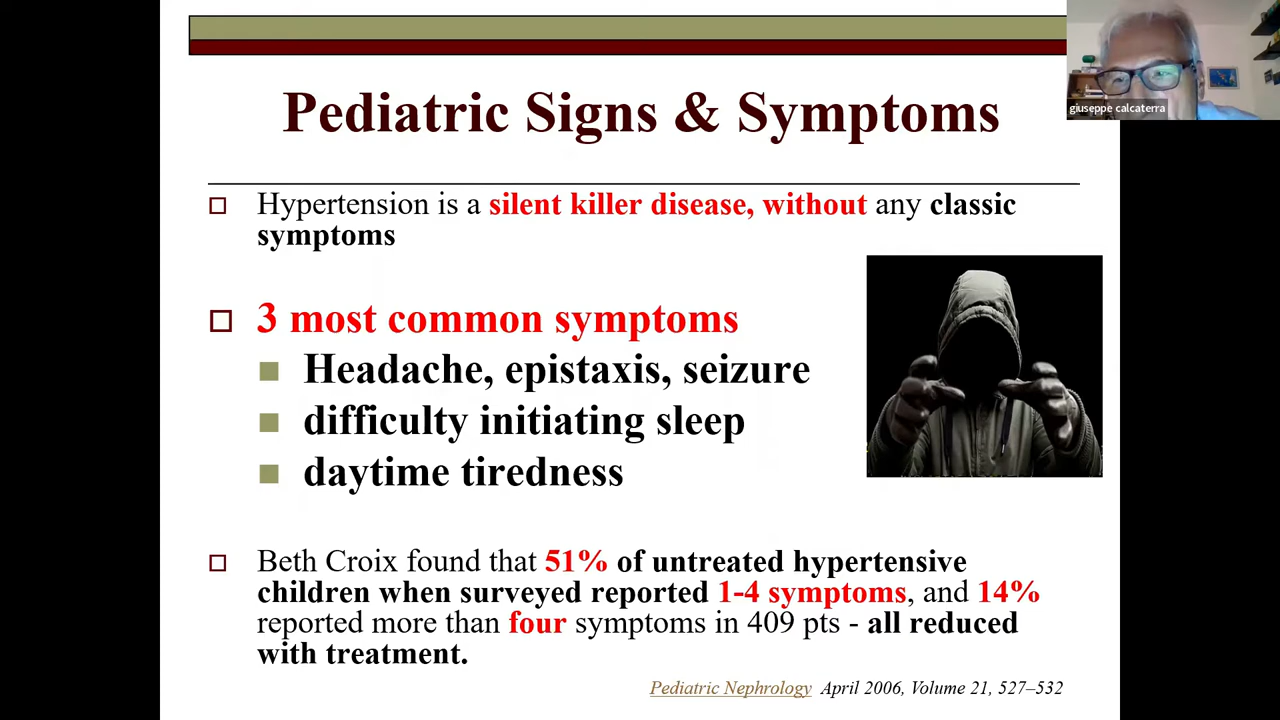 Pediatric Signs & Symptoms
giuseppe calcaterra
Hypertension is a silent killer disease, without any classic
symptoms
3 most common symptoms
Headache, epistaxis, seizure
difficulty initiating sleep
daytime tiredness
Beth Croix found that 51% of untreated hypertensive
children when surveyed reported 1-4 symptoms, and 14%
reported more than four symptoms in 409 pts - all reduced
with treatment.
Pediatric Nephrology April 2006, Volume 21, 527–532